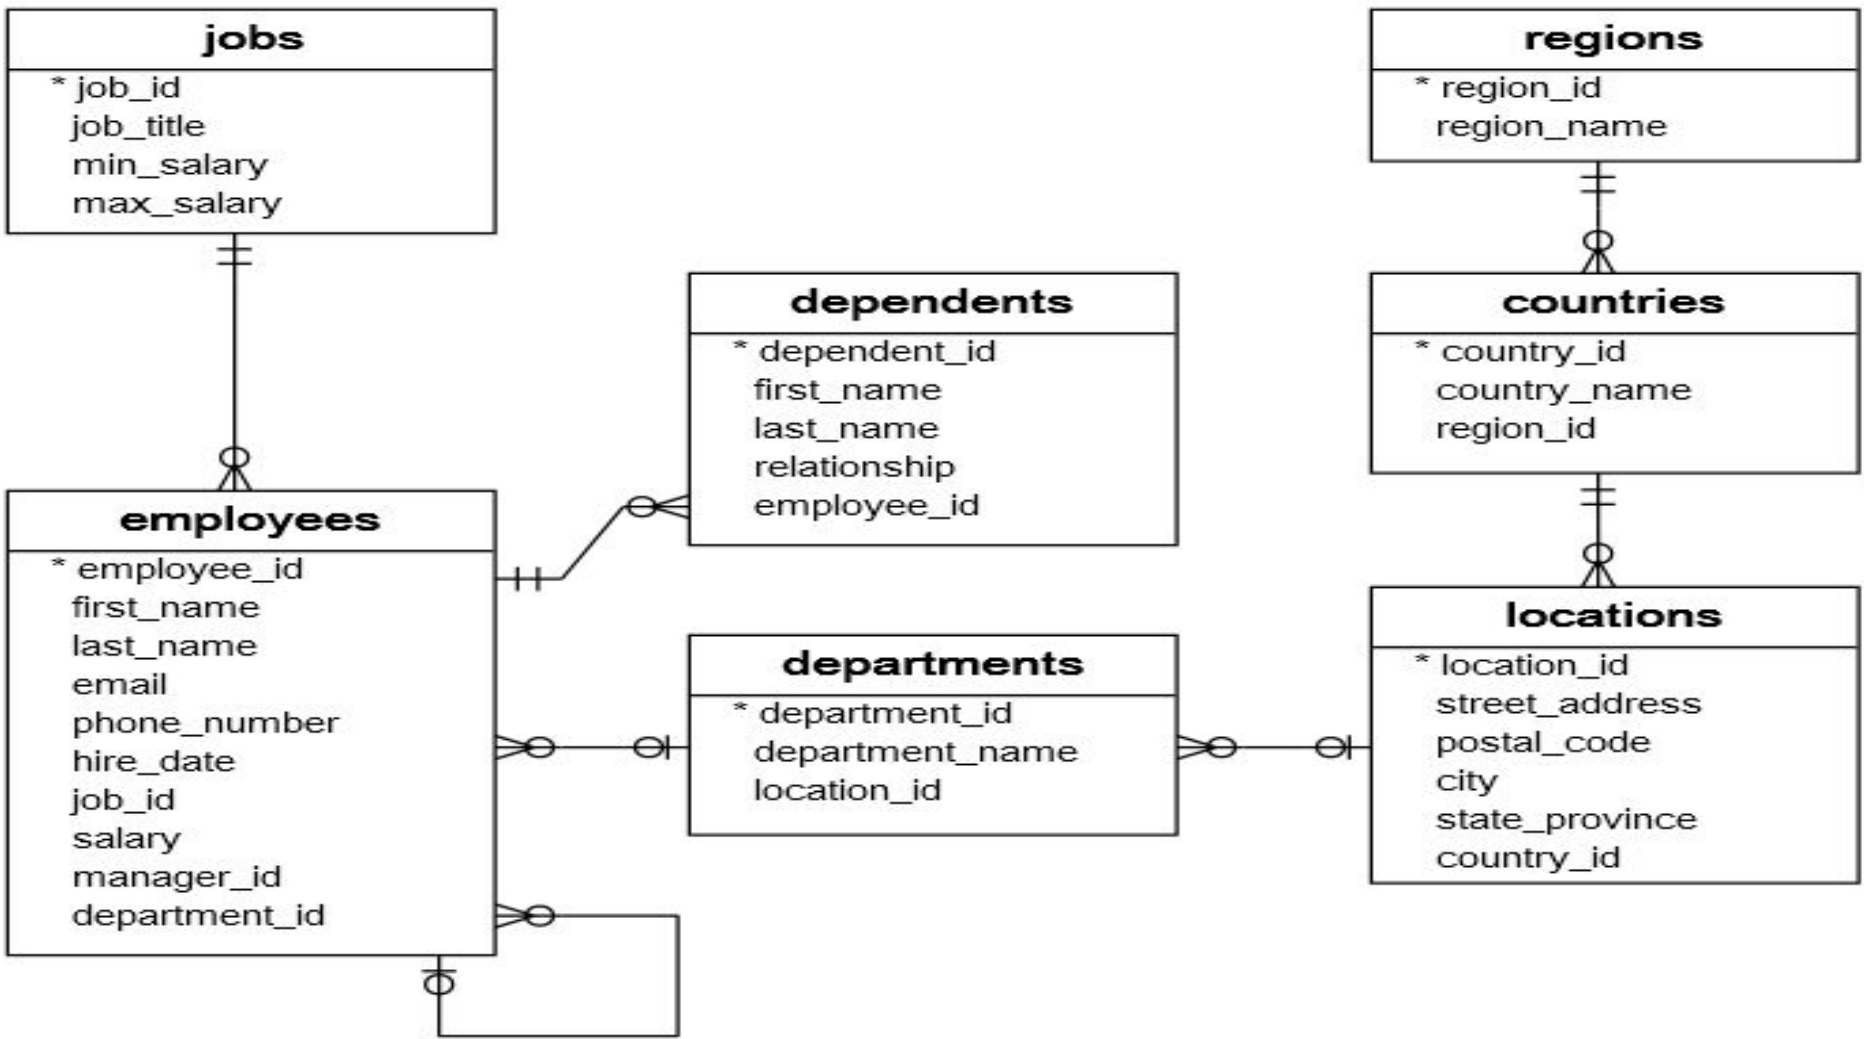 jobs
* job_id
job_title
min_salary
max_salary
regions
* region_id
region_name
dependents
* dependent_id
first_name
last_name
relationship
employee_id
countries
* country_id
country_name
region_id
employees
* employee_id
first_name
last_name
email
phone_number
hire_date
job_id
salary
manager_id
department_id
departments
* department_id
department_name
location_id
locations
* location_id
street_address
postal_code
city
state_province
country_id